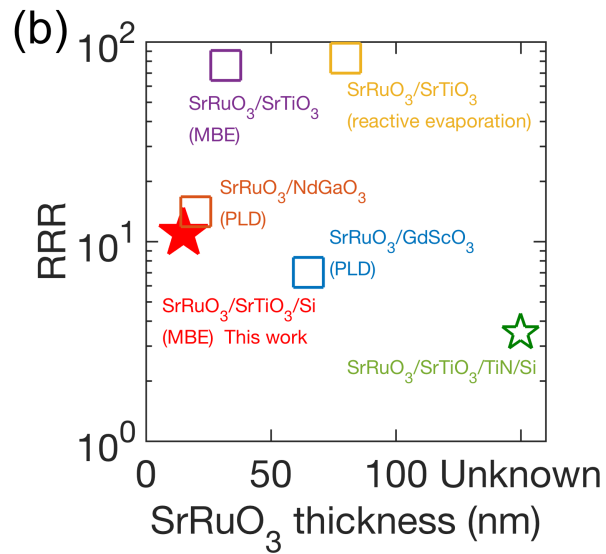 (b)
10²
SrRuO₃/SrTiO₃
(MBE)
SrRuO₃/SrTiO₃
(reactive evaporation)
SrRuO₃/NdGaO₃
(PLD)
SrRuO₃/GdScO₃
(PLD)
RRR
10¹
SrRuO₃/SrTiO₃/Si
(MBE) This work
SrRuO₃/SrTiO₃/TiN/Si
10⁰
0 50 100 Unknown
SrRuO₃ thickness (nm)